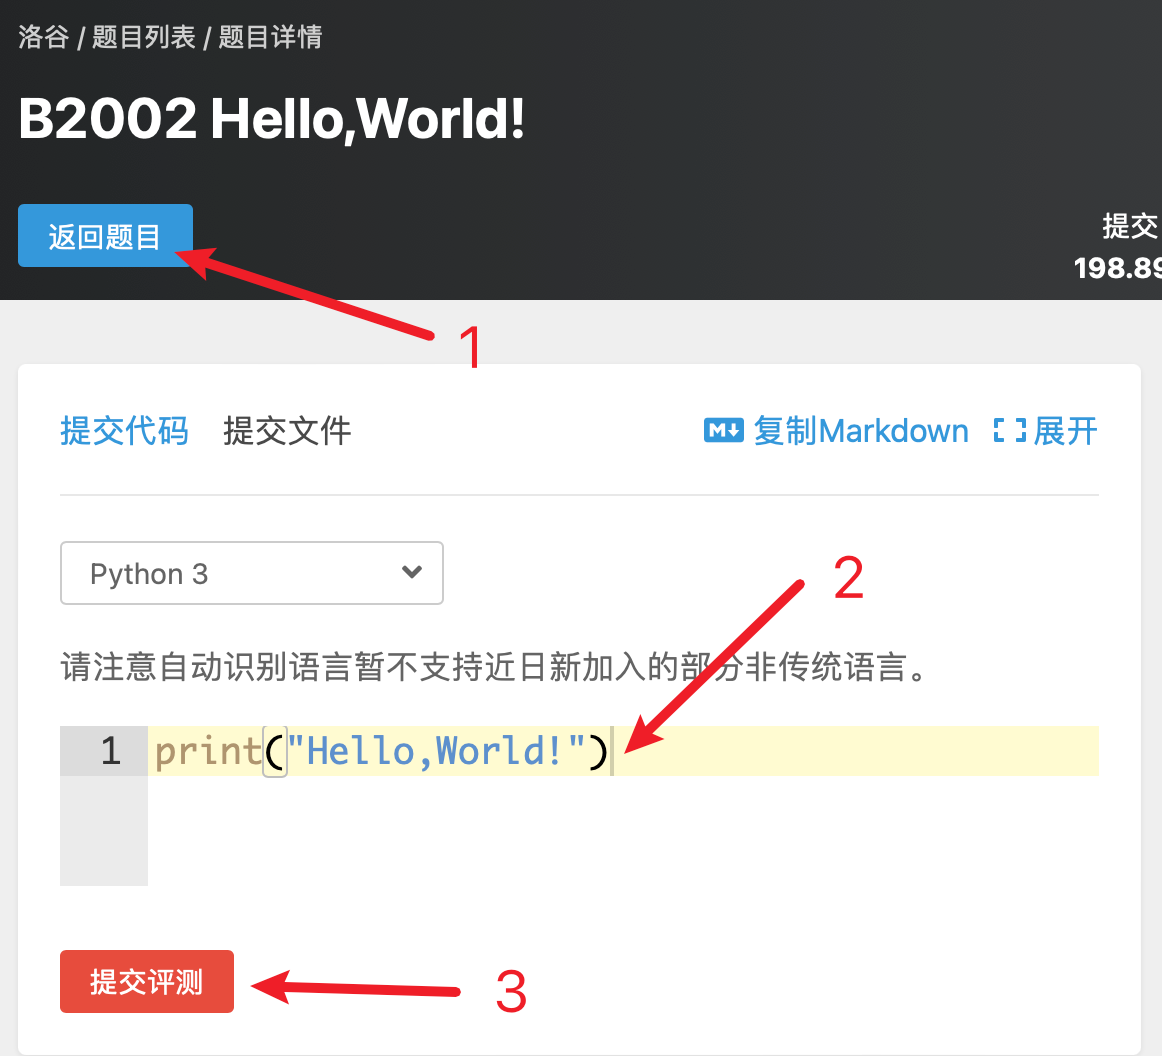 洛谷 / 题目列表 / 题目详情
B2002 Hello,World!
返回题目
提交
198.89
1
提交代码 提交文件 复制Markdown 展开
Python 3
2
请注意自动识别语言暂不支持近日新加入的部分非传统语言。
1 print("Hello,World!")
提交评测
3